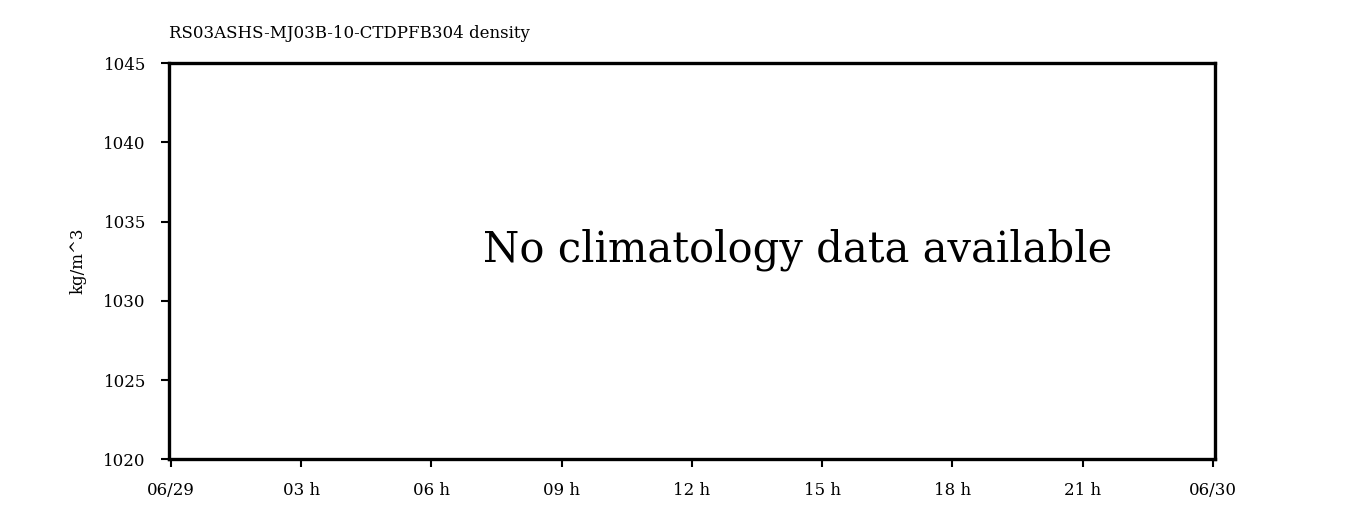 RS03ASHS-MJ03B-10-CTDPFB304 density
1045
1040
1035
1030
1025
1020
kg/m^3
No climatology data available
06/29 03 h 06 h 09 h 12 h 15 h 18 h 21 h 06/30